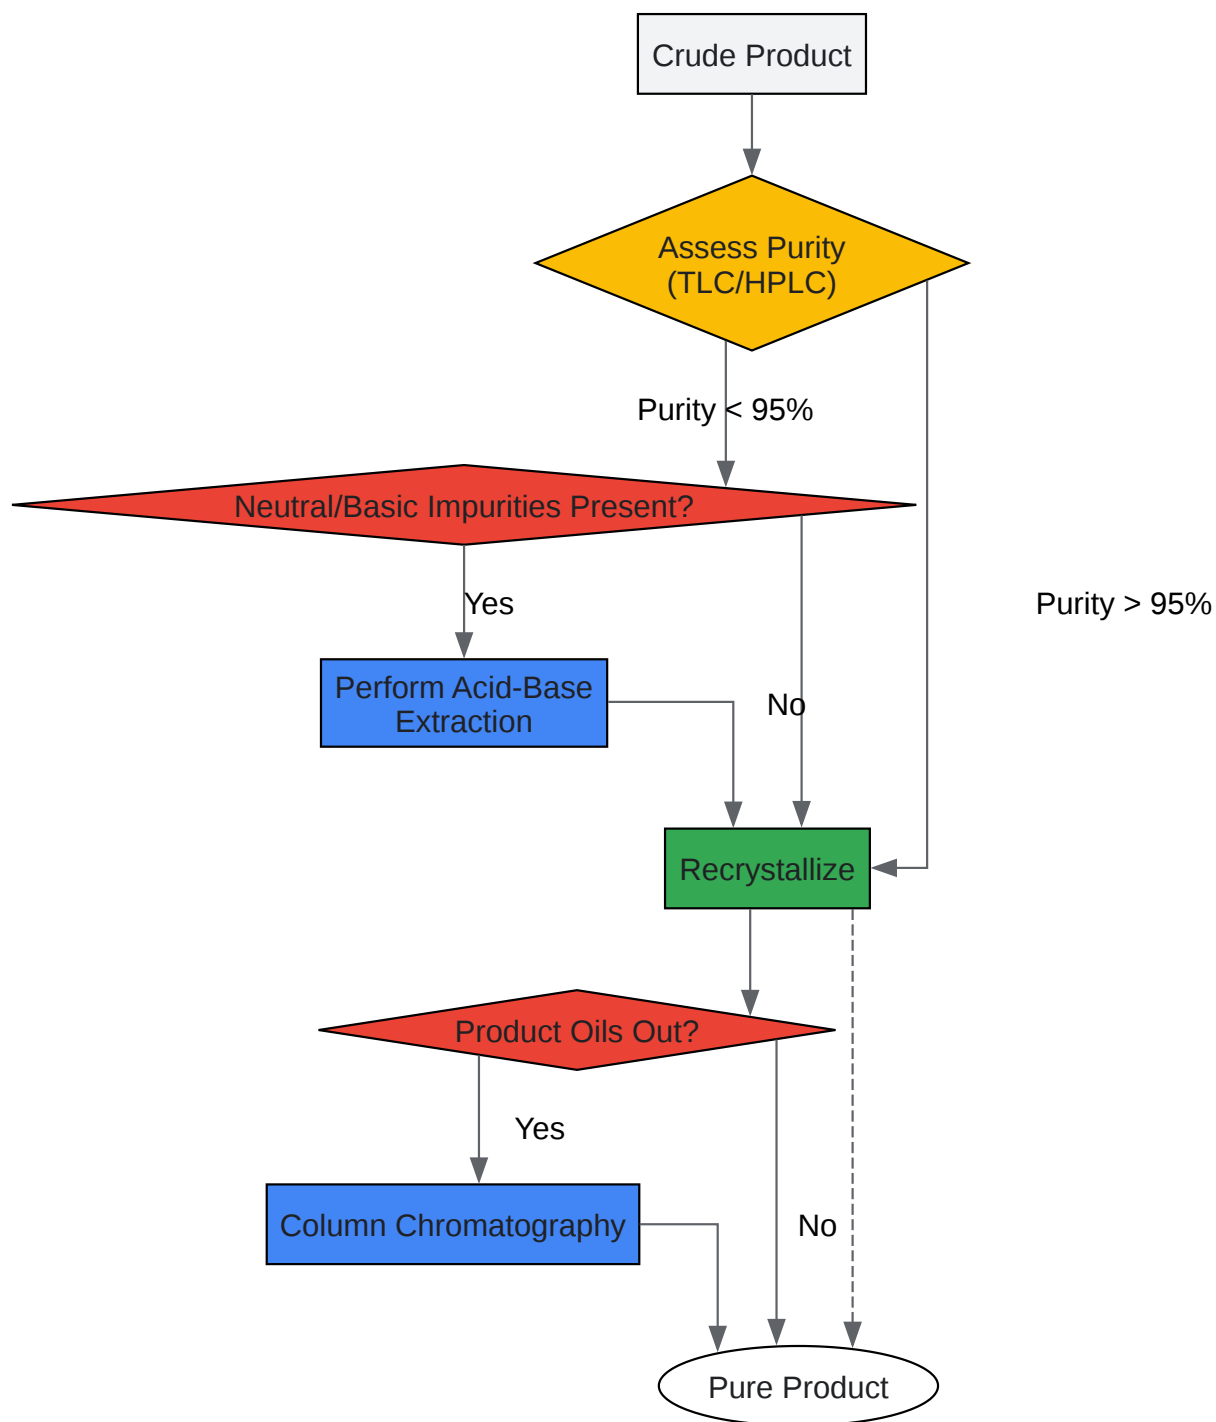 Crude Product
Assess Purity
(TLC/HPLC)
Purity < 95%
Neutral/Basic Impurities Present?
Yes
Purity > 95%
Perform Acid-Base
Extraction
No
Recrystallize
Product Oils Out?
Yes
Column Chromatography
No
Pure Product